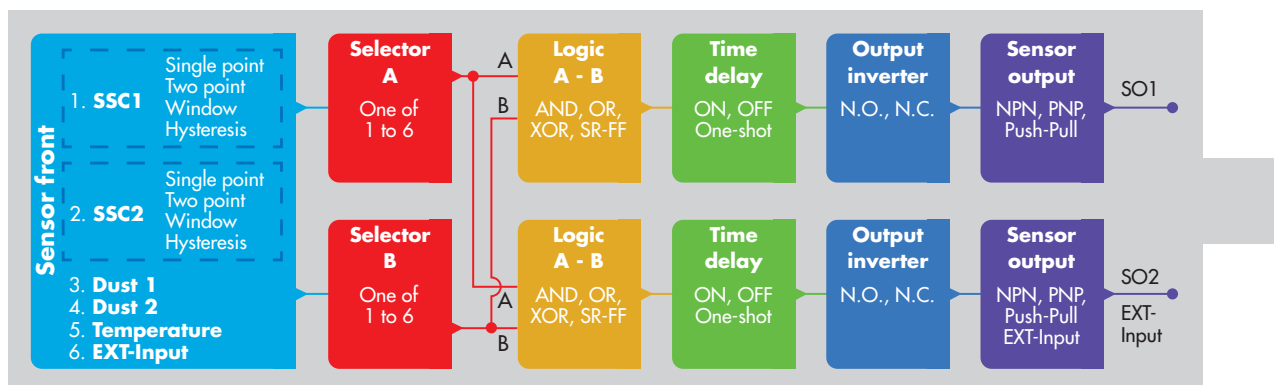 Sensor front
1. SSC1
Single point
Two point
Window
Hysteresis
2. SSC2
Single point
Two point
Window
Hysteresis
3. Dust 1
4. Dust 2
5. Temperature
6. EXT-Input
Selector
A
One of
1 to 6
A
B
Logic
A - B
AND, OR,
XOR, SR-FF
Time
delay
ON, OFF
One-shot
Output
inverter
N.O., N.C.
Sensor
output
NPN, PNP,
Push-Pull
SO1
Selector
B
One of
1 to 6
A
B
Logic
A - B
AND, OR,
XOR, SR-FF
Time
delay
ON, OFF
One-shot
Output
inverter
N.O., N.C.
Sensor
output
NPN, PNP,
Push-Pull
EXT-Input
SO2
EXT-
Input